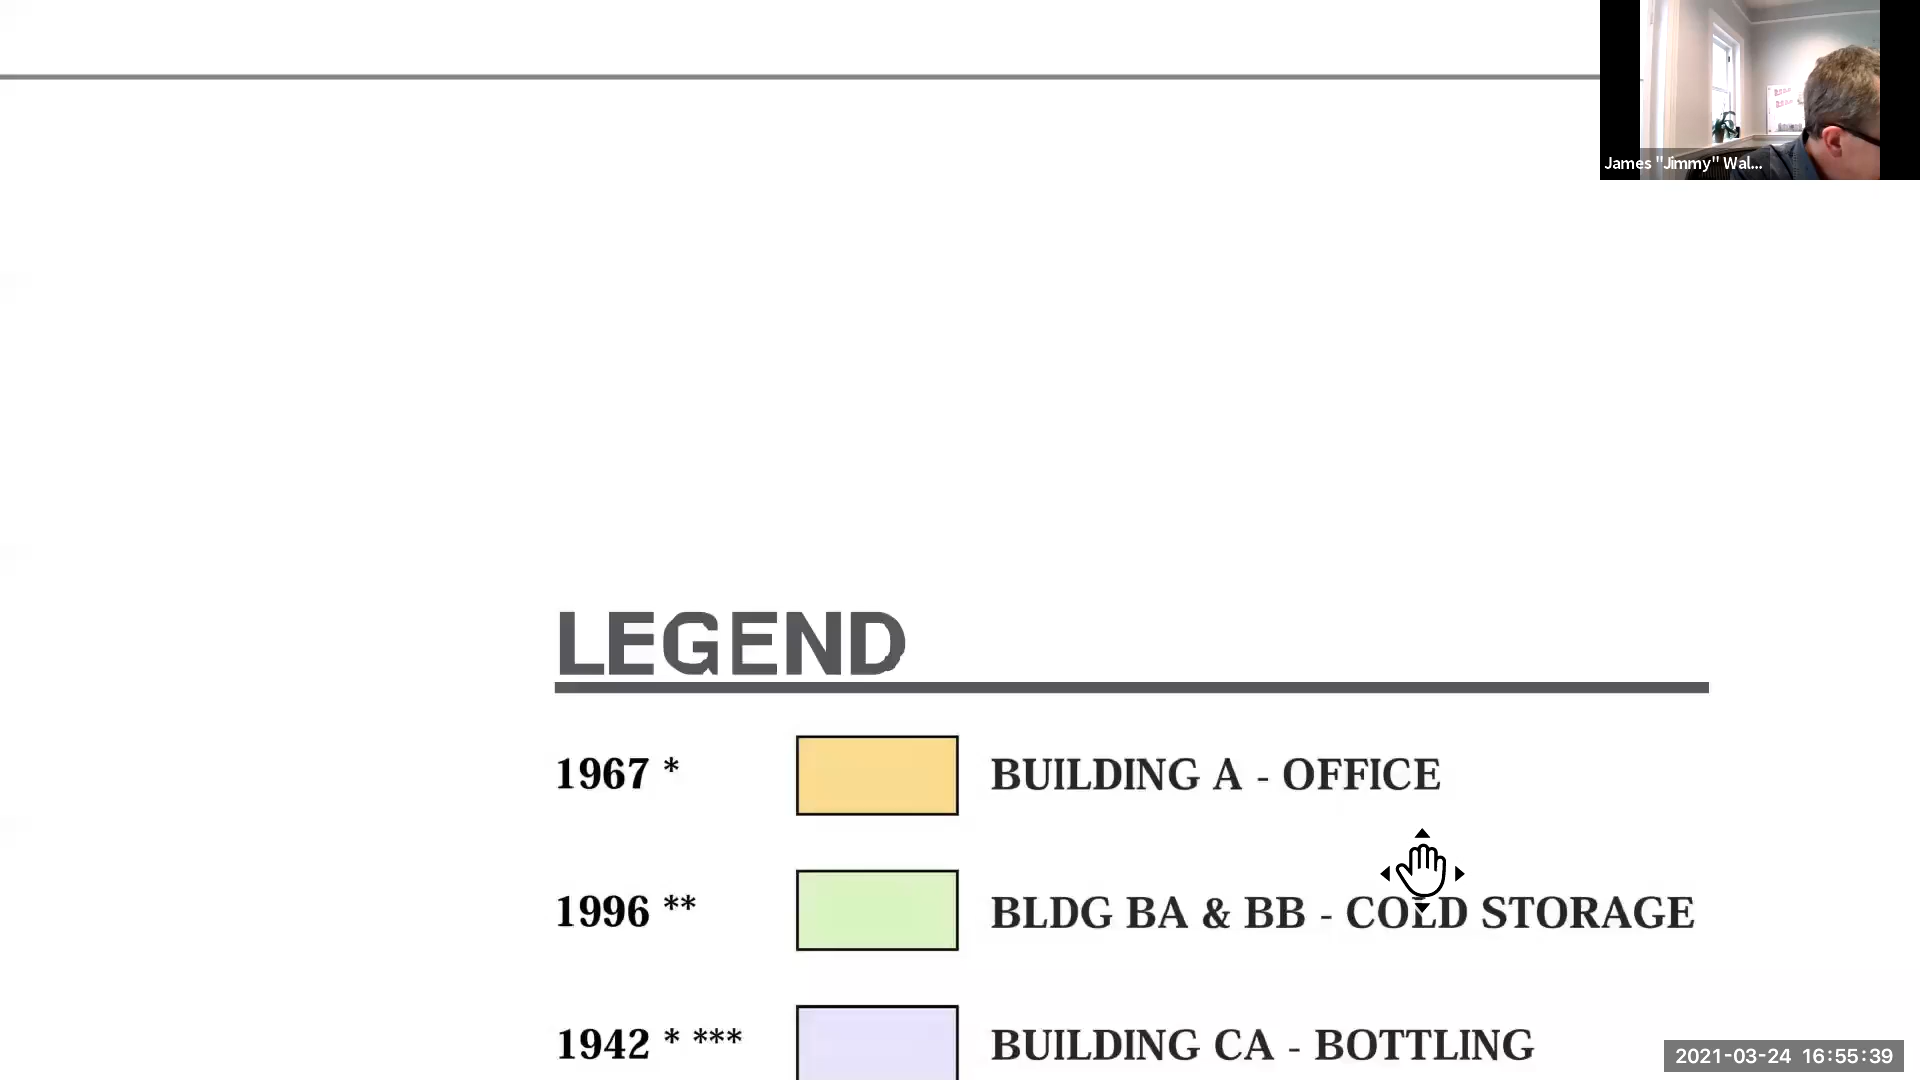 James "Jimmy" Wal...
LEGEND
1967 * BUILDING A - OFFICE
1996 ** BLDG BA & BB - COLD STORAGE
1942 * *** BUILDING CA - BOTTLING
2021-03-24 16:55:39